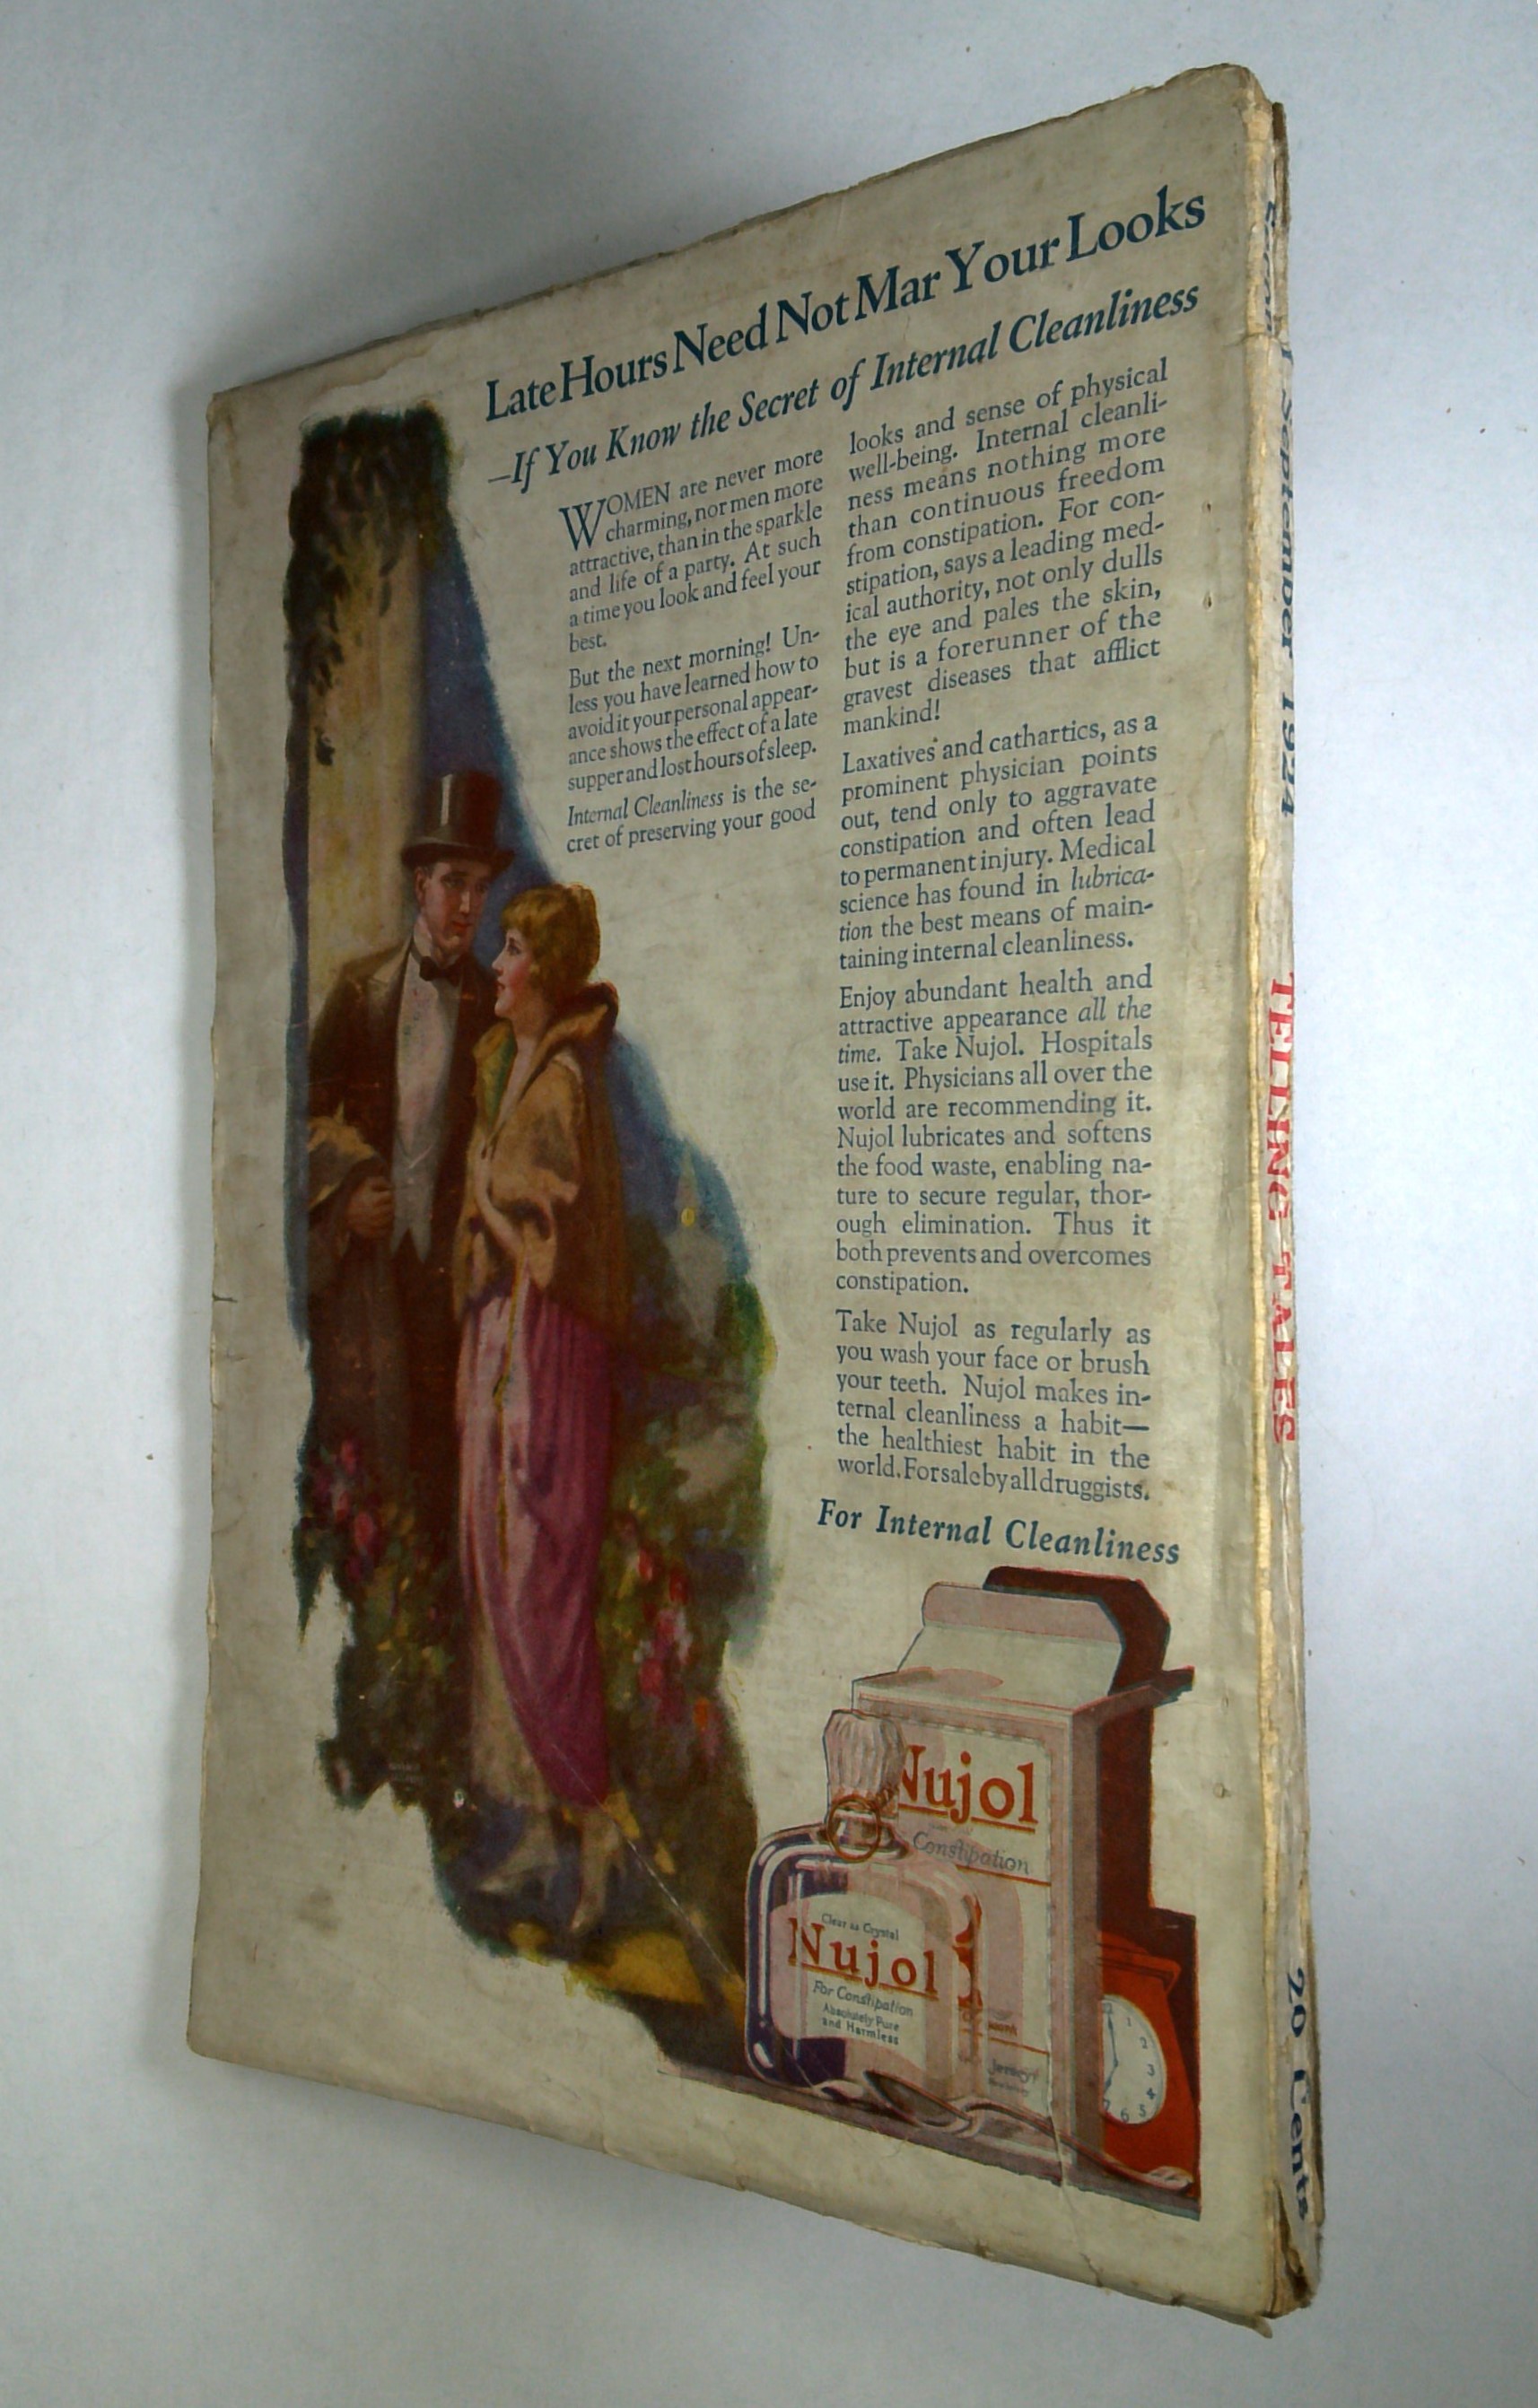 Late Hours Need Not Mar Your Looks
—If You Know the Secret of Internal Cleanliness
WOMEN are never more
charming, nor men more
attractive, than in the sparkle
and life of a party. At such
a time you look and feel your
best.
But the next morning! Un-
less you have learned how to
avoid it your personal appear-
ance shows the effect of a late
supper and lost hours of sleep.
Internal Cleanliness is the se-
cret of preserving your good
looks and sense of physical
well-being. Internal cleanli-
ness means nothing more
than continuous freedom
from constipation. For con-
stipation, says a leading med-
ical authority, not only dulls
the eye and pales the skin,
but is a forerunner of the
gravest diseases that afflict
mankind!
Laxatives and cathartics, as a
prominent physician points
out, tend only to aggravate
constipation and often lead
to permanent injury. Medical
science has found in lubrica-
tion the best means of main-
taining internal cleanliness.
Enjoy abundant health and
attractive appearance all the
time. Take Nujol. Hospitals
use it. Physicians all over the
world are recommending it.
Nujol lubricates and softens
the food waste, enabling na-
ture to secure regular, thor-
ough elimination. Thus it
both prevents and overcomes
constipation.
Take Nujol as regularly as
you wash your face or brush
your teeth. Nujol makes in-
ternal cleanliness a habit—
the healthiest habit in the
world. For sale by all druggists.
For Internal Cleanliness
Nujol
Constipation
Clear as Crystal
Nujol
For Constipation
Absolutely Pure
and Harmless
Jersey
1
2
3
4
5
6
7
September 1924
TELLING TALES
20 Cents